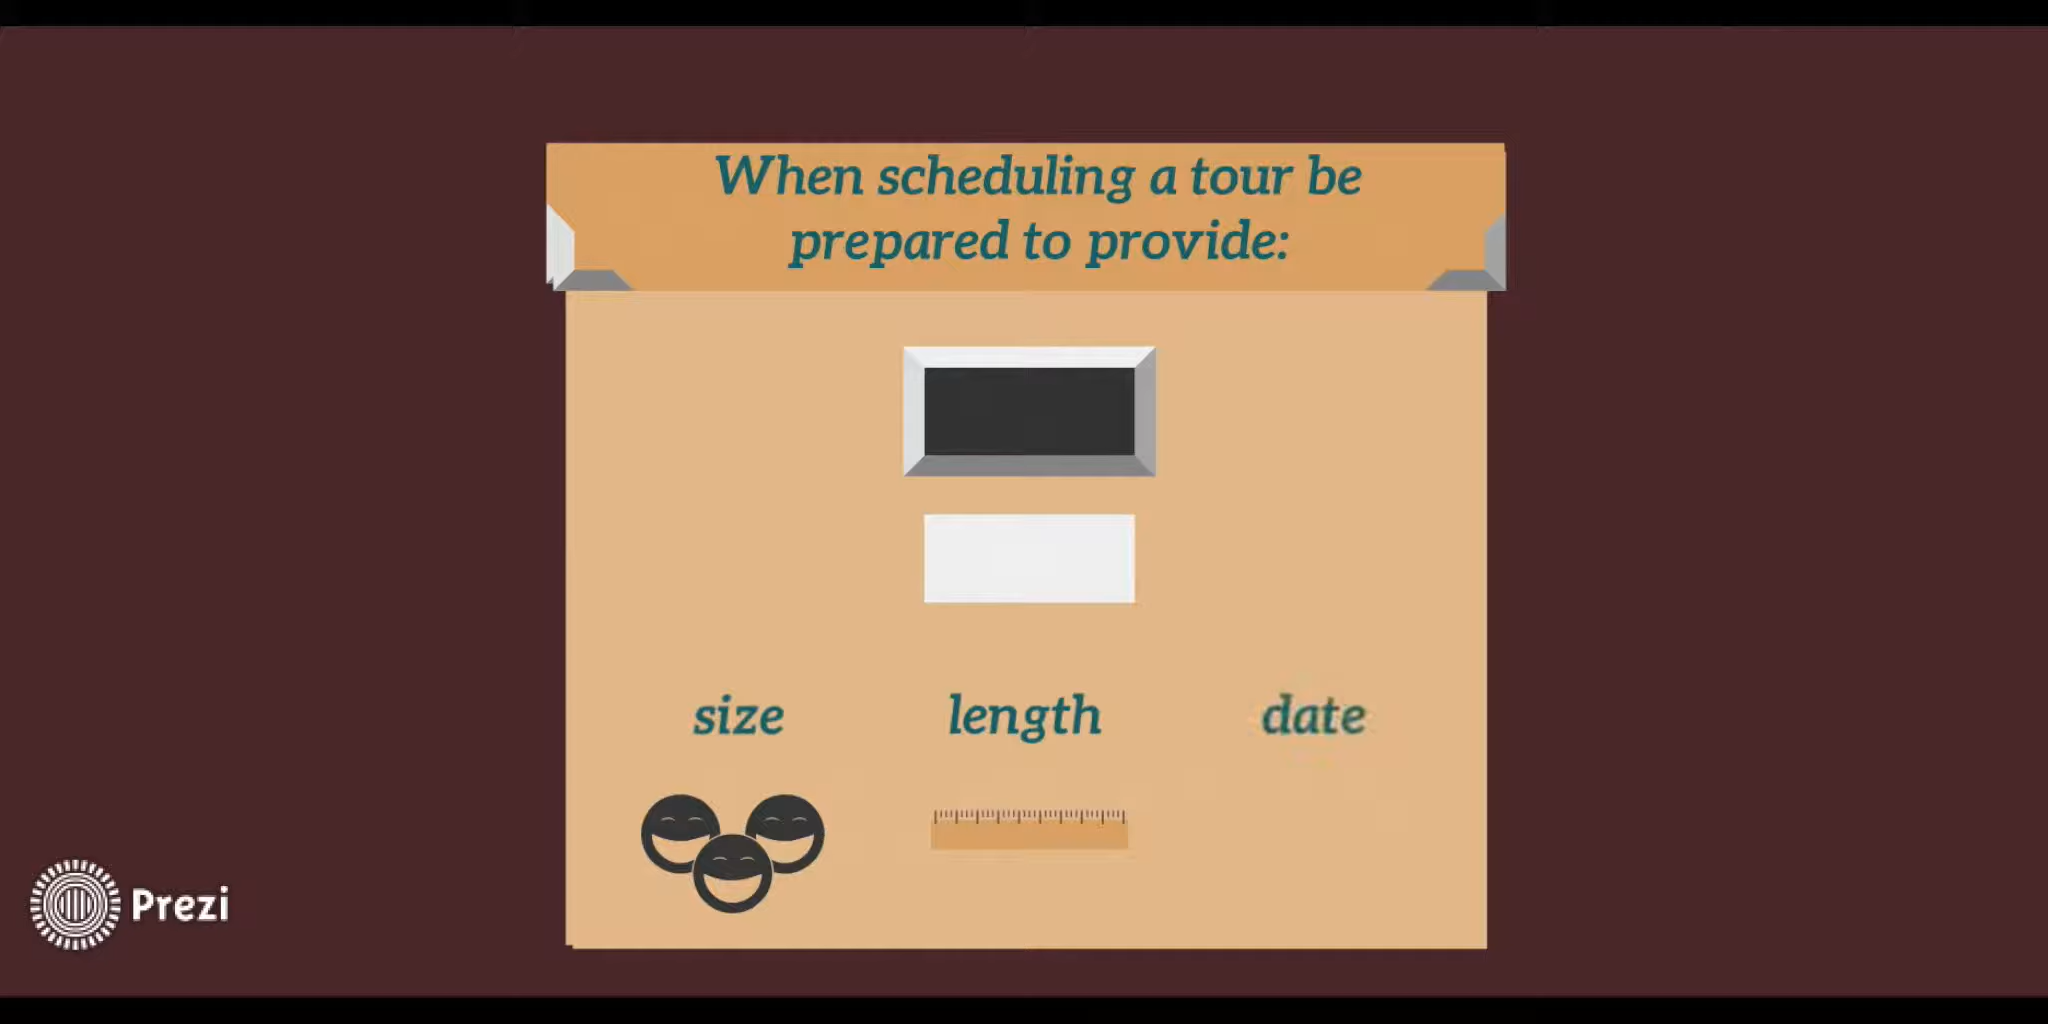 When scheduling a tour be
prepared to provide:
size length date
Prezi